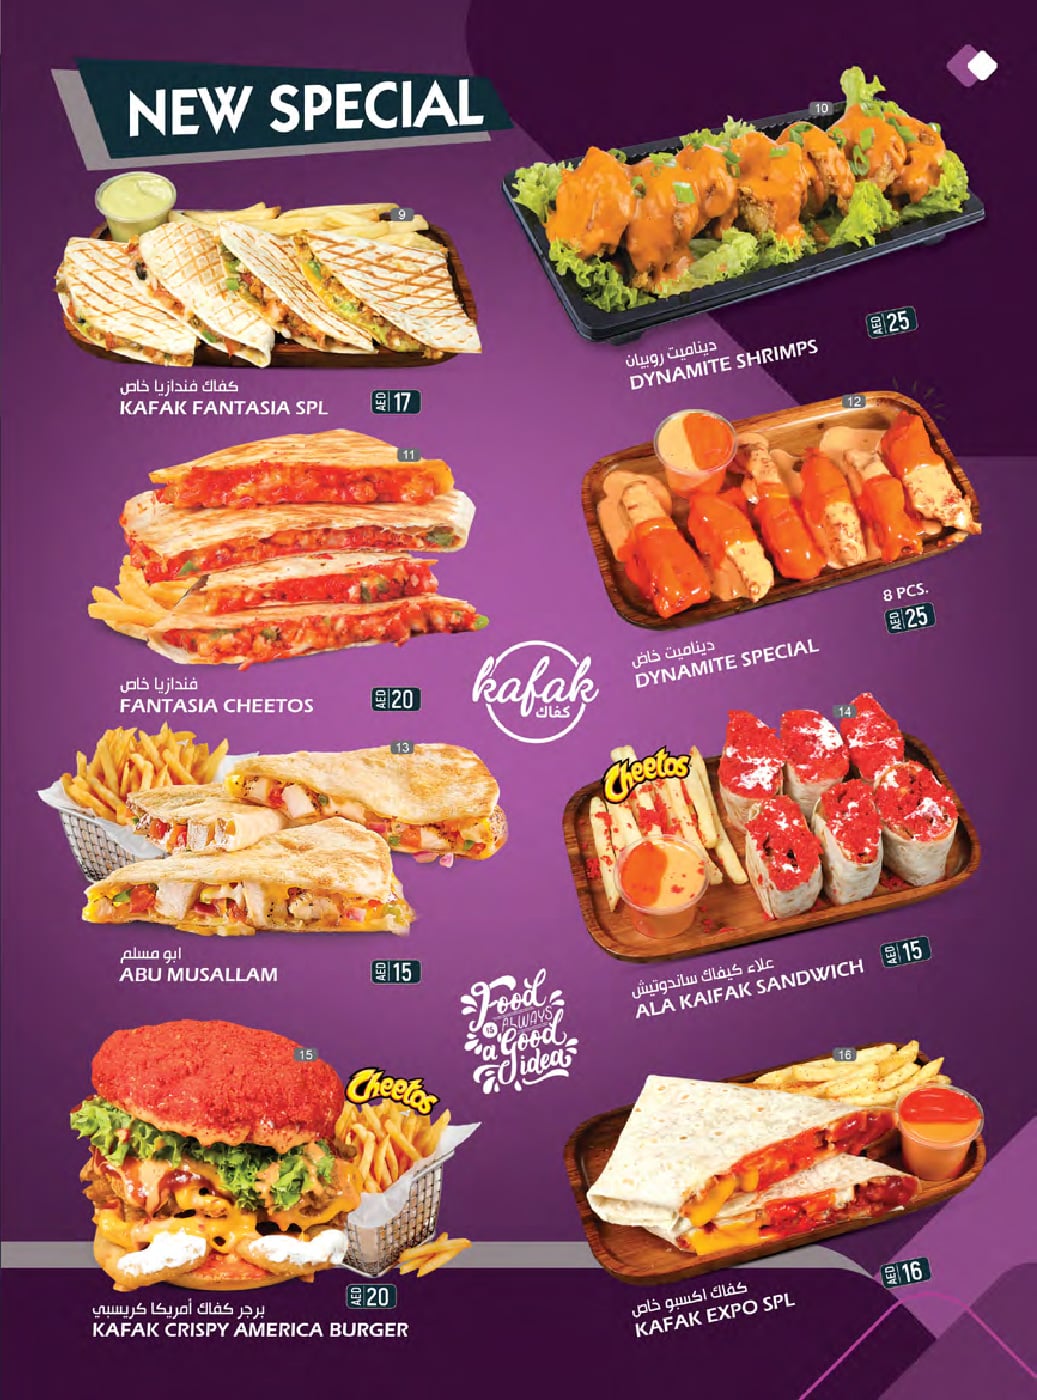 NEW SPECIAL
9
كفاك فندازيا خاص
KAFAK FANTASIA SPL
AED 17
10
ديناميت روبيان
DYNAMITE SHRIMPS
AED 25
11
فندازيا خاص
FANTASIA CHEETOS
AED 20
12
8 PCS.
AED 25
ديناميت خاص
DYNAMITE SPECIAL
kafak
كفاك
13
ابو مسلم
ABU MUSALLAM
AED 15
14
Cheetos
علاء كيفاك ساندوتيش
ALA KAIFAK SANDWICH
AED 15
Food
IS ALWAYS
a Good
idea
15
Cheetos
برجر كفاك أمريكا كريسبي
KAFAK CRISPY AMERICA BURGER
AED 20
16
كفاك اكسبو خاص
KAFAK EXPO SPL
AED 16